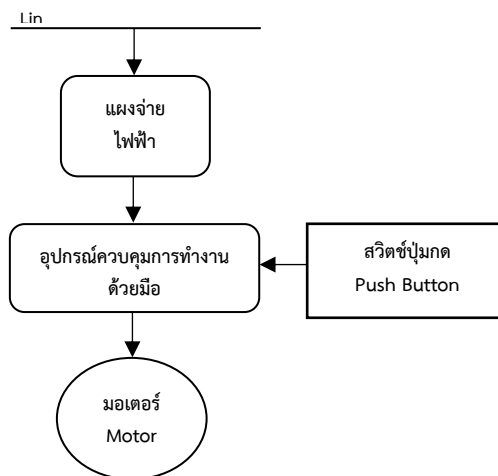 Lin
แผงจ่าย
ไฟฟ้า
อุปกรณ์ควบคุมการทำงาน
ด้วยมือ
สวิตช์ปุ่มกด
Push Button
มอเตอร์
Motor